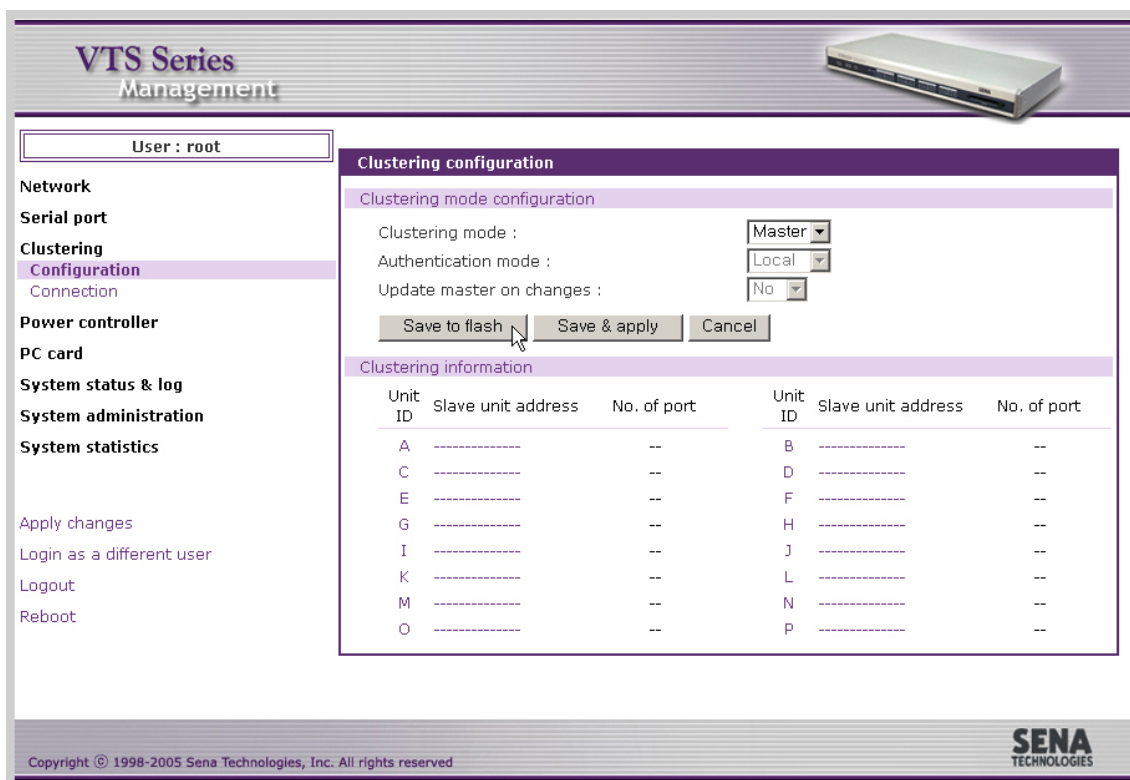 VTS Series
Management
User : root
Network
Serial port
Clustering
Configuration
Connection
Power controller
PC card
System status & log
System administration
System statistics
Apply changes
Login as a different user
Logout
Reboot
Clustering configuration
Clustering mode configuration
Clustering mode : Master
Authentication mode : Local
Update master on changes : No
Save to flash Save & apply Cancel
Clustering information
Unit ID Slave unit address No. of port Unit ID Slave unit address No. of port
A -------------- -- B -------------- --
C -------------- -- D -------------- --
E -------------- -- F -------------- --
G -------------- -- H -------------- --
I -------------- -- J -------------- --
K -------------- -- L -------------- --
M -------------- -- N -------------- --
O -------------- -- P -------------- --
Copyright © 1998-2005 Sena Technologies, Inc. All rights reserved
SENA
TECHNOLOGIES